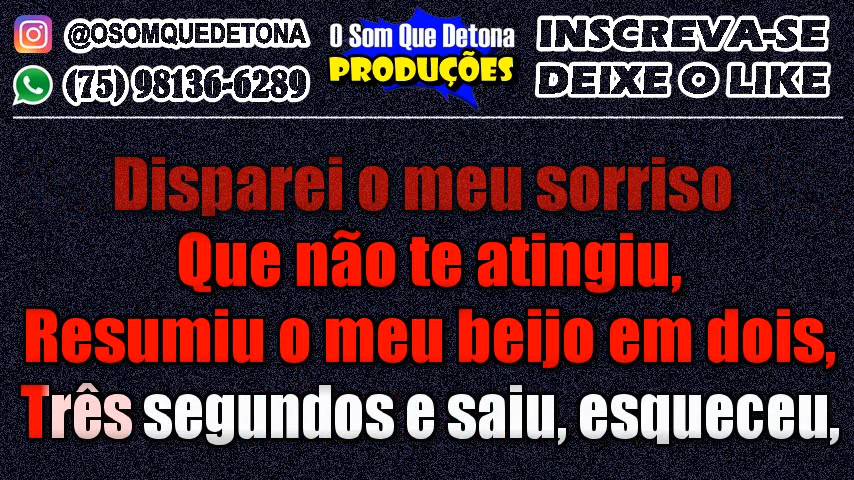 @OSOMQUEDETONA
(75) 98136-6289
O Som Que Detona
PRODUÇÕES
INSCREVA-SE
DEIXE O LIKE
Disparei o meu sorriso
Que não te atingiu,
Resumiu o meu beijo em dois,
Três segundos e saiu, esqueceu,